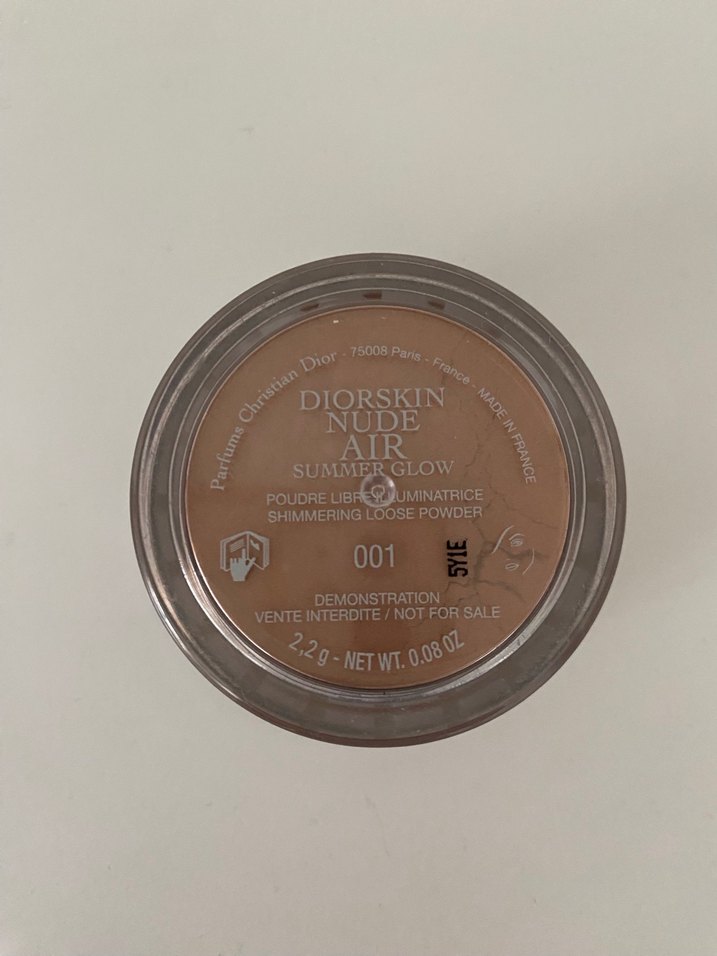 Parfums Christian Dior - 75008 Paris - France - MADE IN FRANCE
DIORSKIN
NUDE
AIR
SUMMER GLOW
POUDRE LIBRE ILLUMINATRICE
SHIMMERING LOOSE POWDER
001
5Y1E
DEMONSTRATION
VENTE INTERDITE / NOT FOR SALE
2,2 g - NET WT. 0.08 OZ